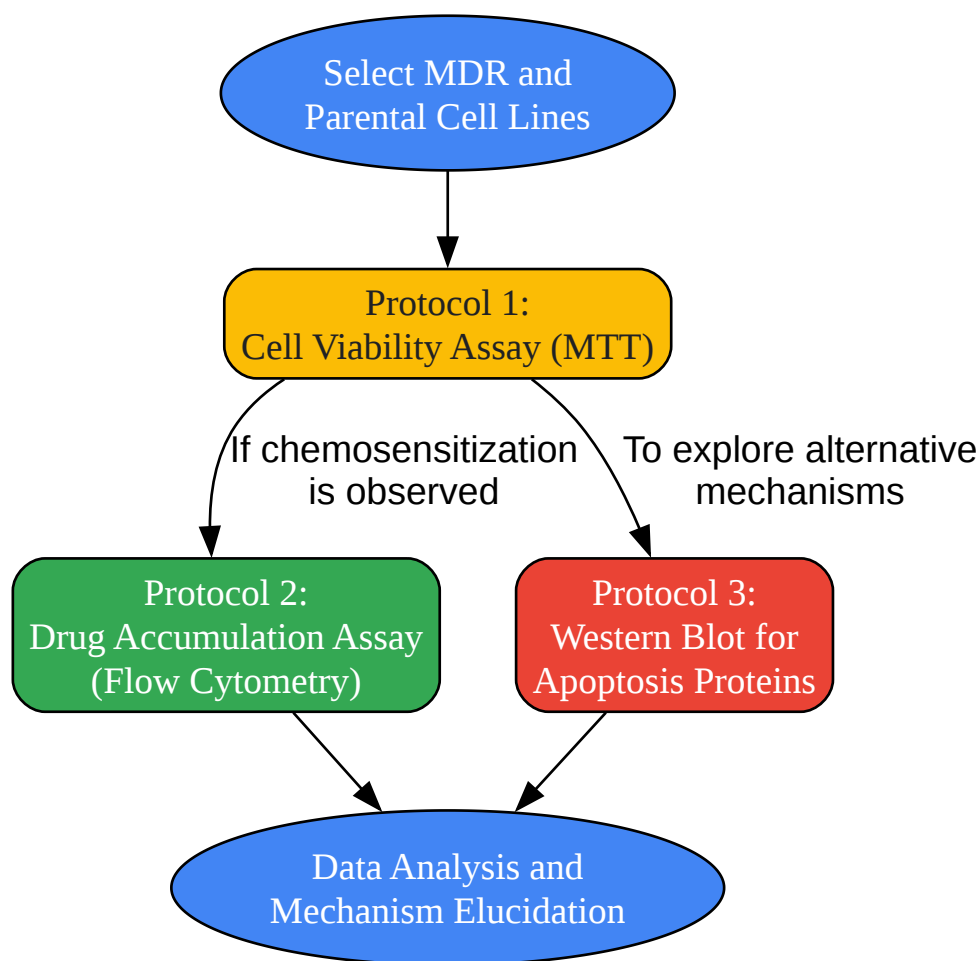 Select MDR and
Parental Cell Lines
Protocol 1:
Cell Viability Assay (MTT)
If chemosensitization
is observed
To explore alternative
mechanisms
Protocol 2:
Drug Accumulation Assay
(Flow Cytometry)
Protocol 3:
Western Blot for
Apoptosis Proteins
Data Analysis and
Mechanism Elucidation